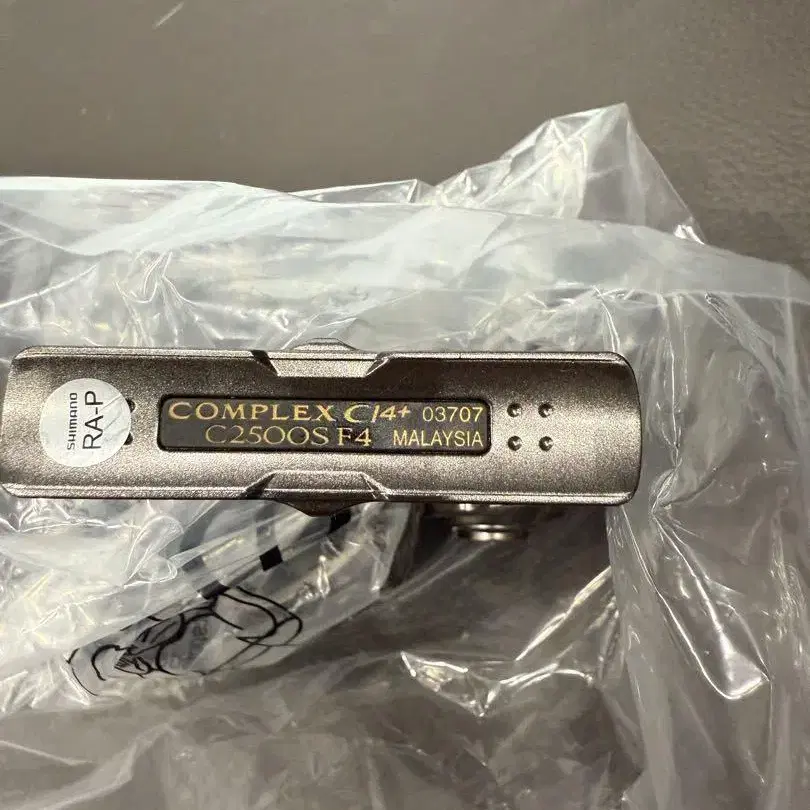 SHIMANO
RA-P
COMPLEX CI4+ 03707
C2500S F4 MALAYSIA